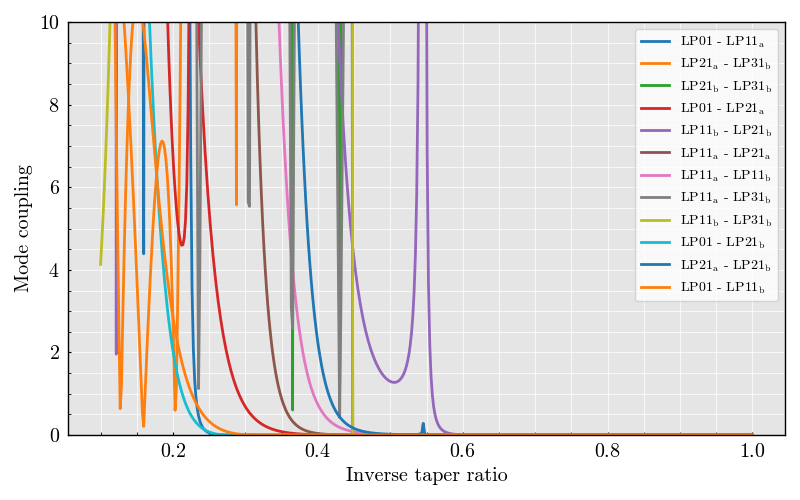 10
8
6
4
2
0
Mode coupling
0.2
0.4
0.6
0.8
1.0
Inverse taper ratio
LP01 - LP11a
LP21a - LP31b
LP21b - LP31b
LP01 - LP21a
LP11b - LP21b
LP11a - LP21a
LP11a - LP11b
LP11a - LP31b
LP11b - LP31b
LP01 - LP21b
LP21a - LP21b
LP01 - LP11b